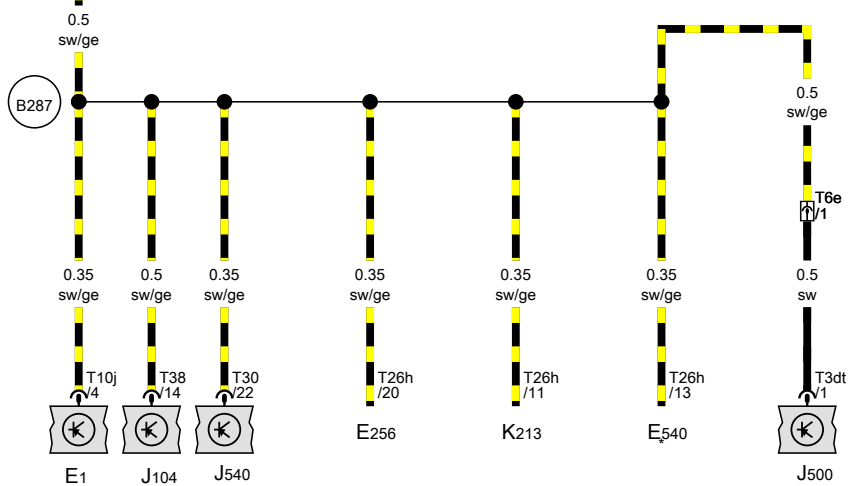 0.5
sw/ge
B287
0.5
sw/ge
T6e
/1
0.35
sw/ge
0.5
sw/ge
0.35
sw/ge
0.35
sw/ge
0.35
sw/ge
0.35
sw/ge
0.5
sw
T10j
/4
T38
/14
T30
/22
T26h
/20
T26h
/11
T26h
/13
T3dt
/1
E256
K213
E540
*
E1
J104
J540
J500